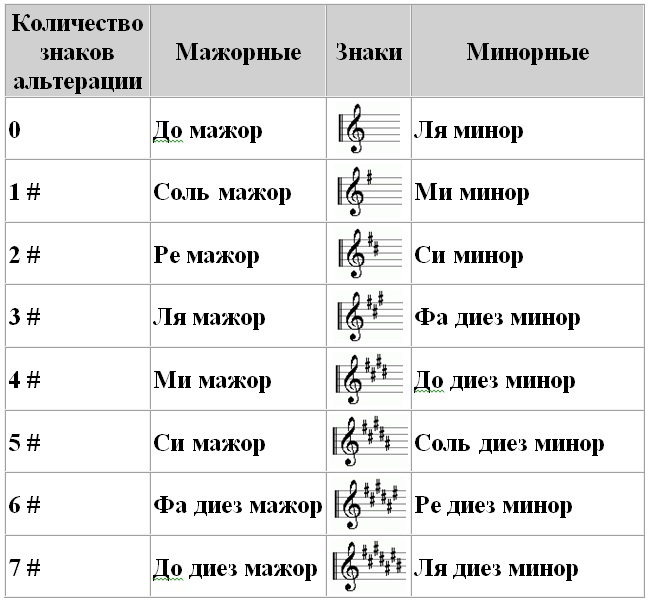 Количество
знаков
альтерации
Мажорные
Знаки
Минорные
0
До мажор
Ля минор
1 #
Соль мажор
Ми минор
2 #
Ре мажор
Си минор
3 #
Ля мажор
Фа диез минор
4 #
Ми мажор
До диез минор
5 #
Си мажор
Соль диез минор
6 #
Фа диез мажор
Ре диез минор
7 #
До диез мажор
Ля диез минор